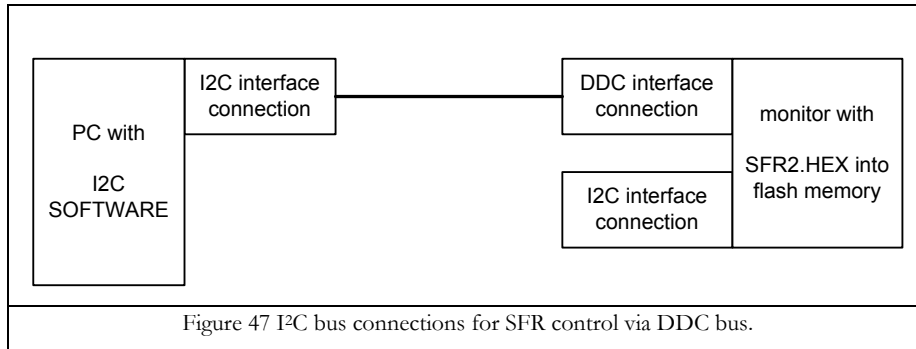 PC with
I2C
SOFTWARE
I2C interface
connection
DDC interface
connection
I2C interface
connection
monitor with
SFR2.HEX into
flash memory
Figure 47 I²C bus connections for SFR control via DDC bus.